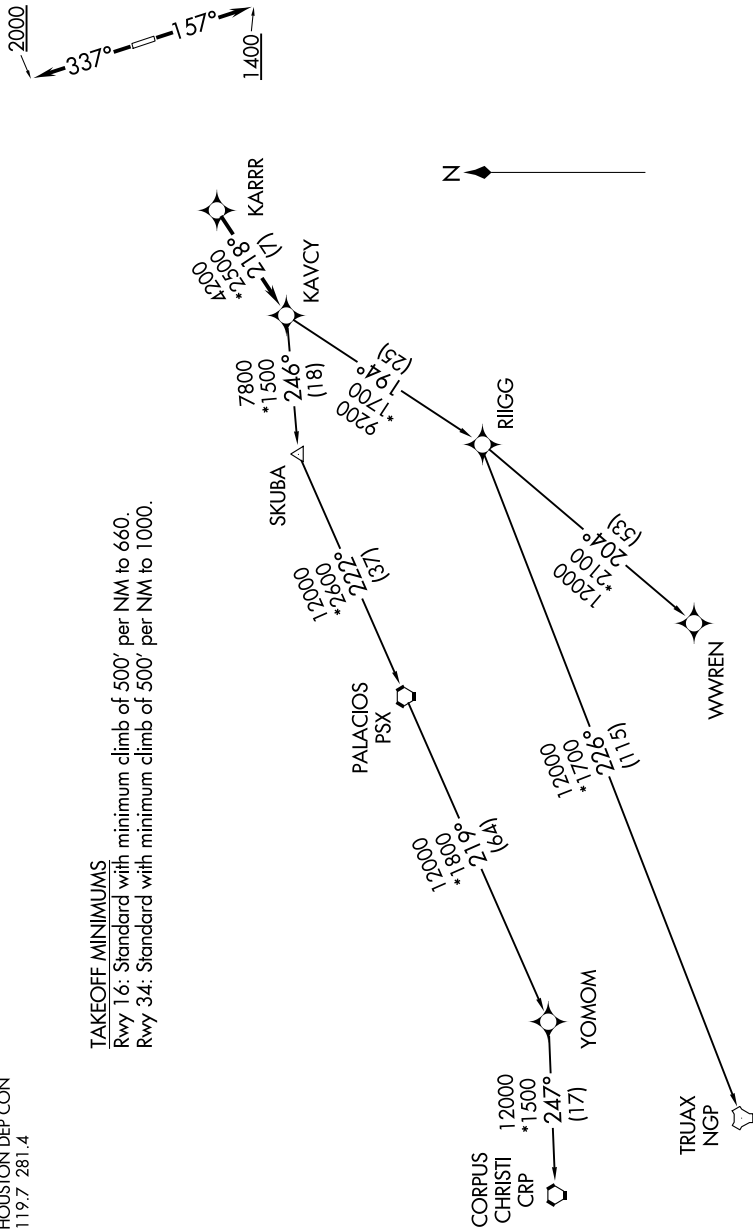 HOUSTON DEP CON
119.7 281.4
TAKEOFF MINIMUMS
Rwy 16: Standard with minimum climb of 500' per NM to 660.
Rwy 34: Standard with minimum climb of 500' per NM to 1000.
2000
337°
157°
1400
KARRR
4200
*2500
218°
(7)
KAVCY
7800
*1500
246°
(18)
SKUBA
9200
*1700
194°
(25)
RIIGG
N
12000
*2600
222°
(37)
PALACIOS
PSX
12000
*2100
204°
(53)
WWREN
12000
*1800
219°
(64)
12000
*1700
226°
(115)
YOMOM
12000
*1500
247°
(17)
CORPUS
CHRISTI
CRP
TRUAX
NGP